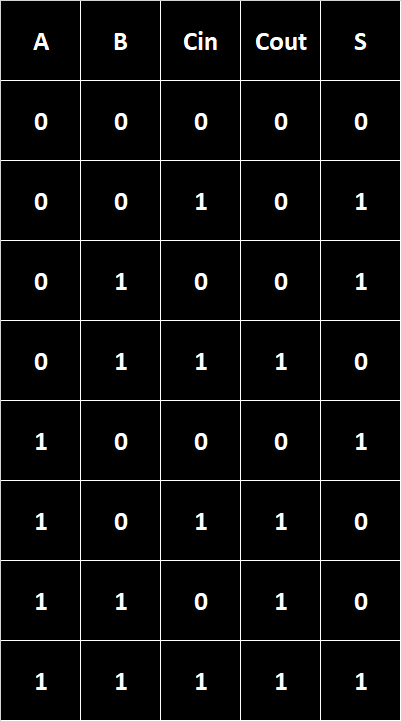 A B Cin Cout S
0 0 0 0 0
0 0 1 0 1
0 1 0 0 1
0 1 1 1 0
1 0 0 0 1
1 0 1 1 0
1 1 0 1 0
1 1 1 1 1